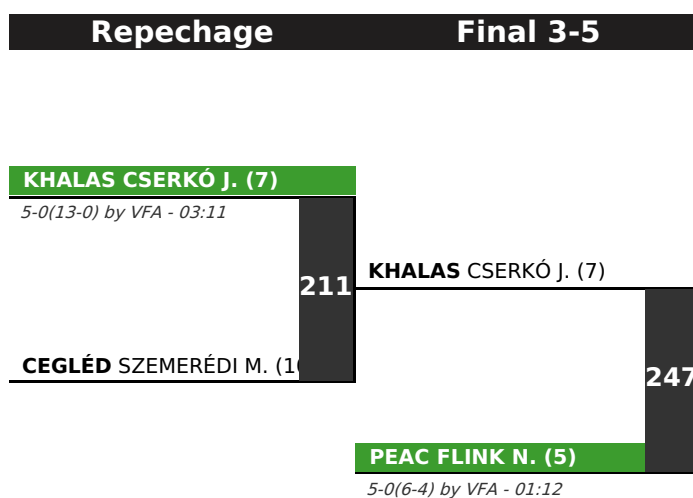 Repechage Final 3-5
KHALAS CSERKÓ J. (7)
5-0(13-0) by VFA - 03:11
211
KHALAS CSERKÓ J. (7)
CEGLÉD SZEMERÉDI M.
247
PEAC FLINK N. (5)
5-0(6-4) by VFA - 01:12